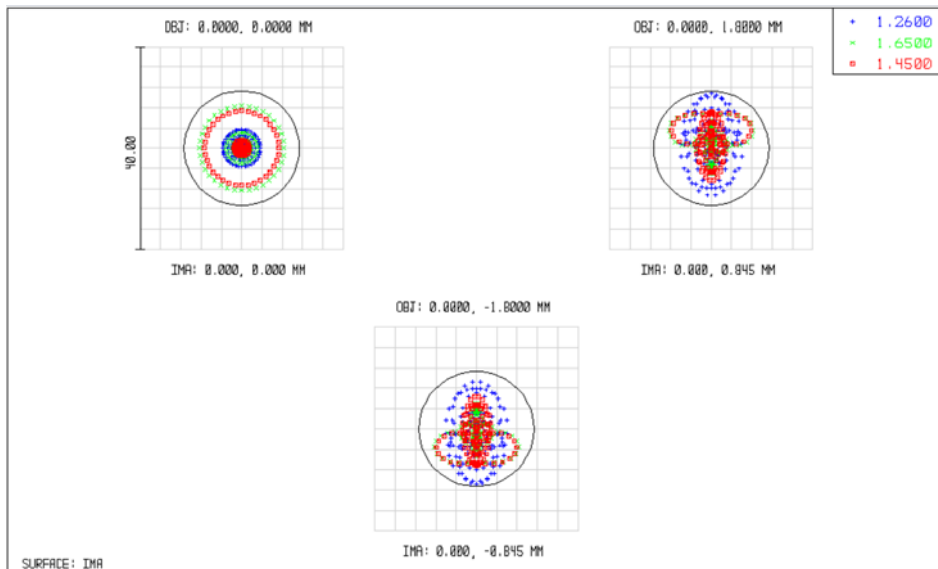 OBJ: 0.0000, 0.0000 MM
OBJ: 0.0000, 1.8000 MM
+ 1.2600
× 1.6500
¤ 1.4500
40.00
IMA: 0.000, 0.000 MM
IMA: 0.000, 0.845 MM
OBJ: 0.0000, -1.8000 MM
IMA: 0.000, -0.845 MM
SURFACE: IMA